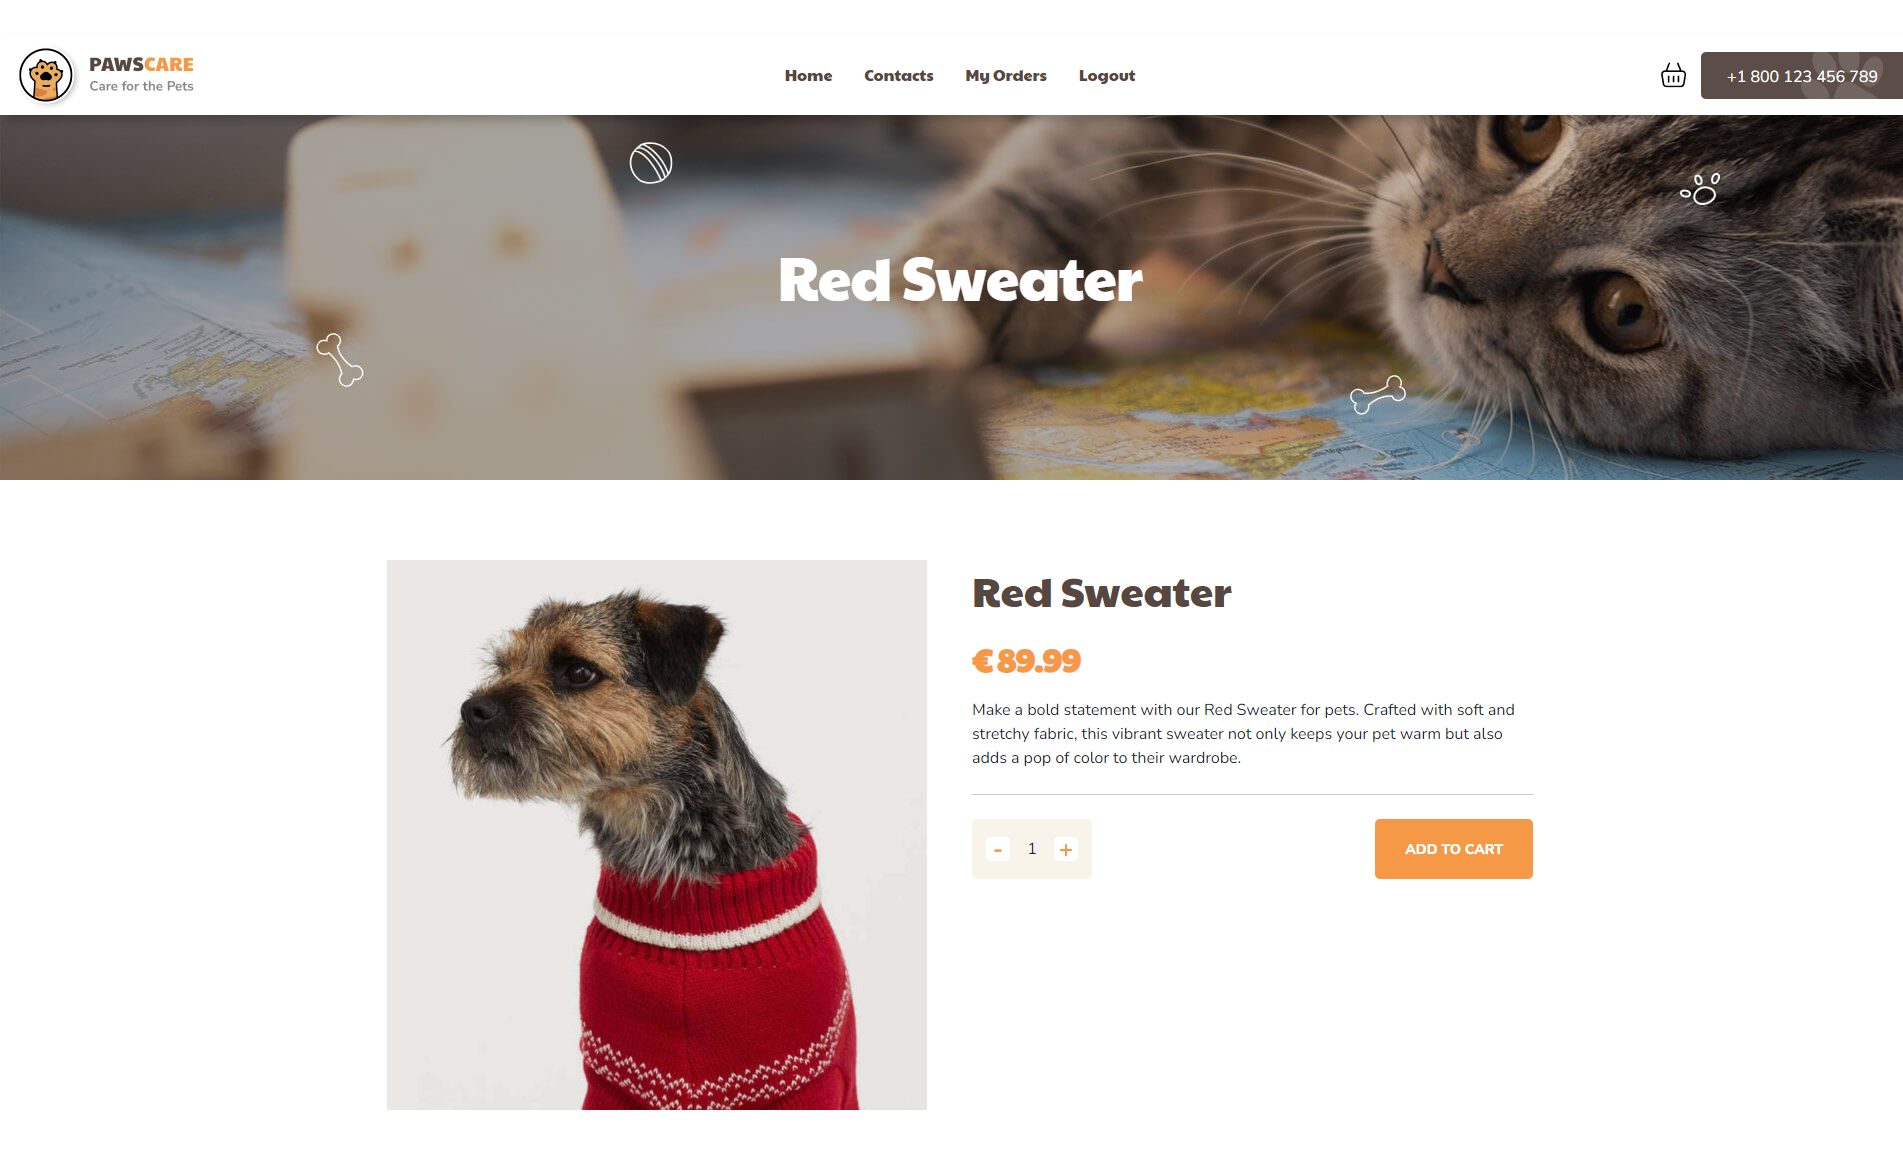 PAWSCARE
Care for the Pets
Home Contacts My Orders Logout
+1 800 123 456 789
Red Sweater
Red Sweater
€ 89.99
Make a bold statement with our Red Sweater for pets. Crafted with soft and
stretchy fabric, this vibrant sweater not only keeps your pet warm but also
adds a pop of color to their wardrobe.
- 1 +
ADD TO CART